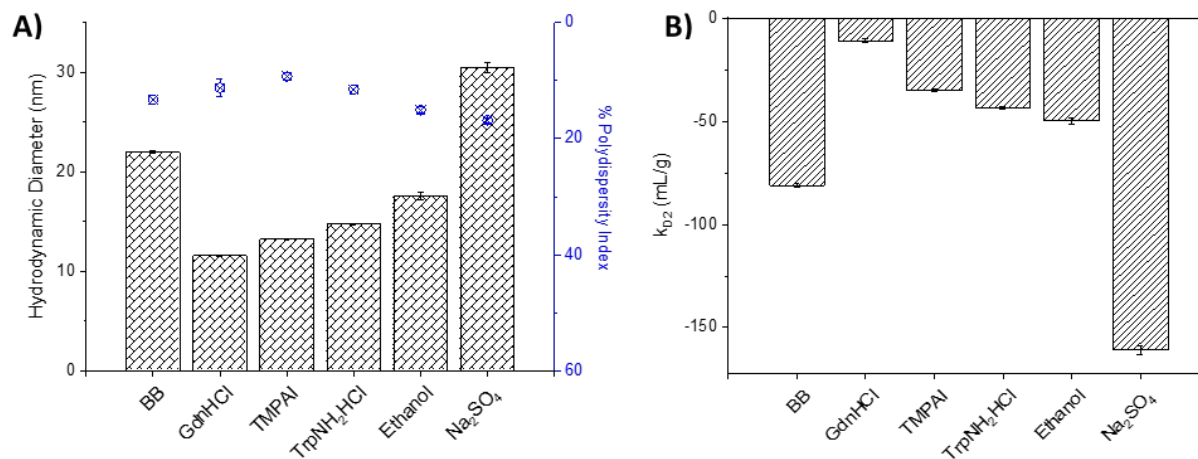 A)
Hydrodynamic Diameter (nm)
30
20
10
0
0
20
40
60
% Polydispersity Index
BB
GdnHCl
TMPAI
TrpNH₂HCl
Ethanol
Na₂SO₄
B)
k_D2 (mL/g)
0
-50
-100
-150
BB
GdnHCl
TMPAI
TrpNH₂HCl
Ethanol
Na₂SO₄